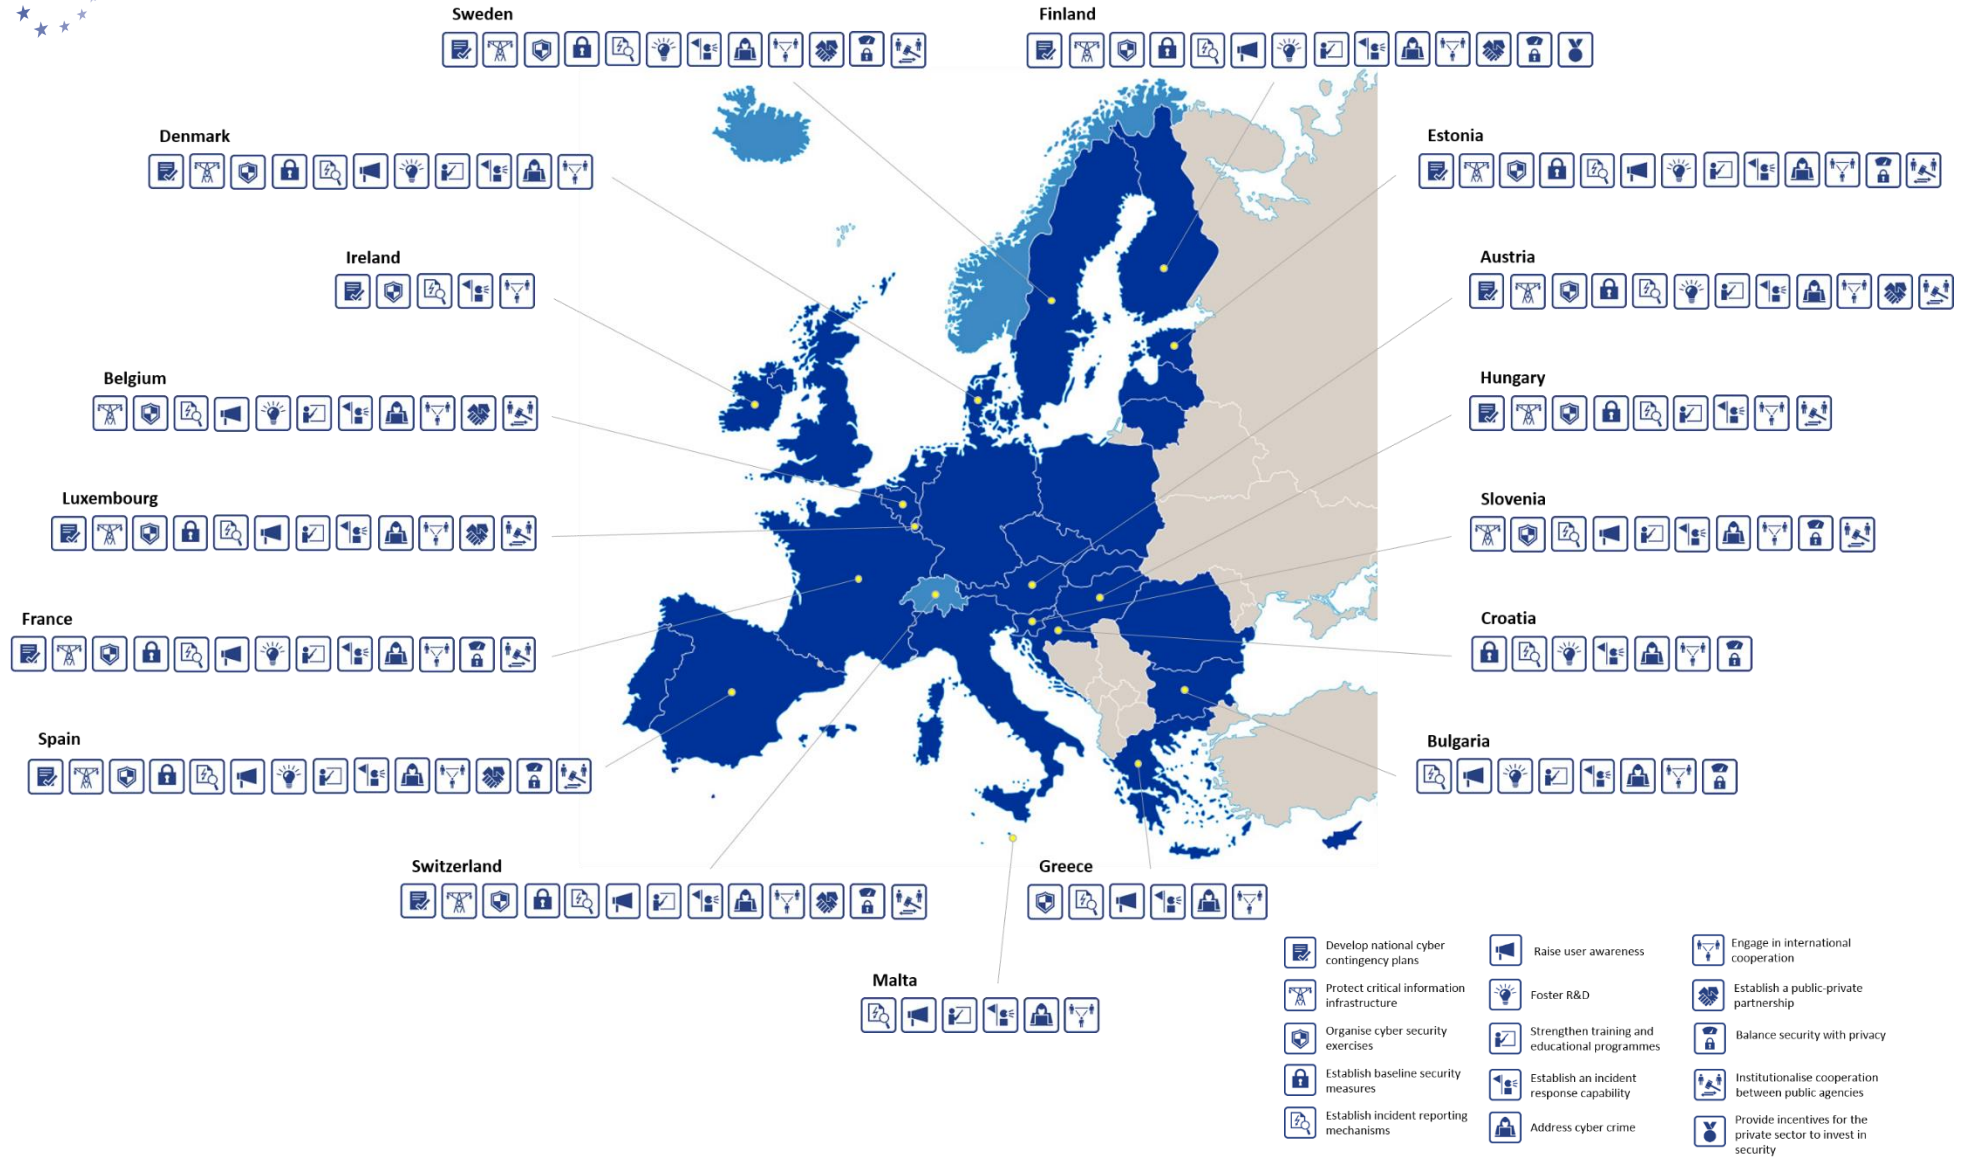 Sweden
Finland
Denmark
Estonia
Ireland
Austria
Belgium
Hungary
Luxembourg
Slovenia
France
Croatia
Spain
Bulgaria
Switzerland
Greece
Malta
Develop national cyber
contingency plans
Protect critical information
infrastructure
Organise cyber security
exercises
Establish baseline security
measures
Establish incident reporting
mechanisms
Raise user awareness
Foster R&D
Strengthen training and
educational programmes
Establish an incident
response capability
Address cyber crime
Engage in international
cooperation
Establish a public-private
partnership
Balance security with privacy
Institutionalise cooperation
between public agencies
Provide incentives for the
private sector to invest in
security